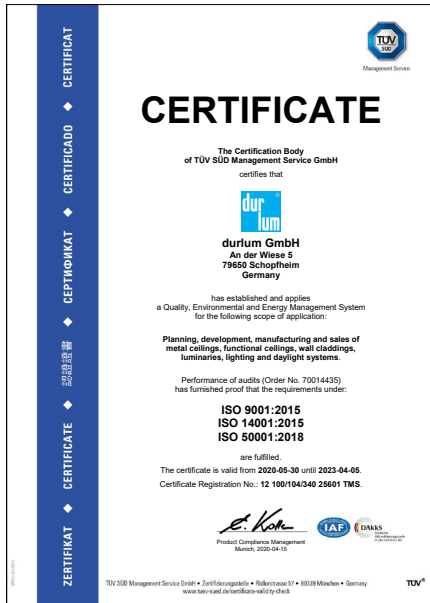 ZERTIFIKAT ◆ CERTIFICATE ◆ 認證證書 ◆ СЕРТИФИКАТ ◆ CERTIFICADO ◆ CERTIFICAT
TÜV
SÜD
Management Service
CERTIFICATE
The Certification Body
of TÜV SÜD Management Service GmbH
certifies that
dur
lum
®
durlum GmbH
An der Wiese 5
79650 Schopfheim
Germany
has established and applies
a Quality, Environmental and Energy Management System
for the following scope of application:
Planning, development, manufacturing and sales of
metal ceilings, functional ceilings, wall claddings,
luminaries, lighting and daylight systems.
Performance of audits (Order No. 70014435)
has furnished proof that the requirements under:
ISO 9001:2015
ISO 14001:2015
ISO 50001:2018
are fulfilled.
The certificate is valid from 2020-05-30 until 2023-04-05.
Certificate Registration No.: 12 100/104/340 25601 TMS.
Product Compliance Management
Munich, 2020-04-15
IAF
DAkkS
Deutsche
Akkreditierungsstelle
TÜV SÜD Management Service GmbH • Zertifizierungsstelle • Ridlerstrasse 57 • 80339 München • Germany
www.tuev-sued.de/certificate-validity-check
TÜV®